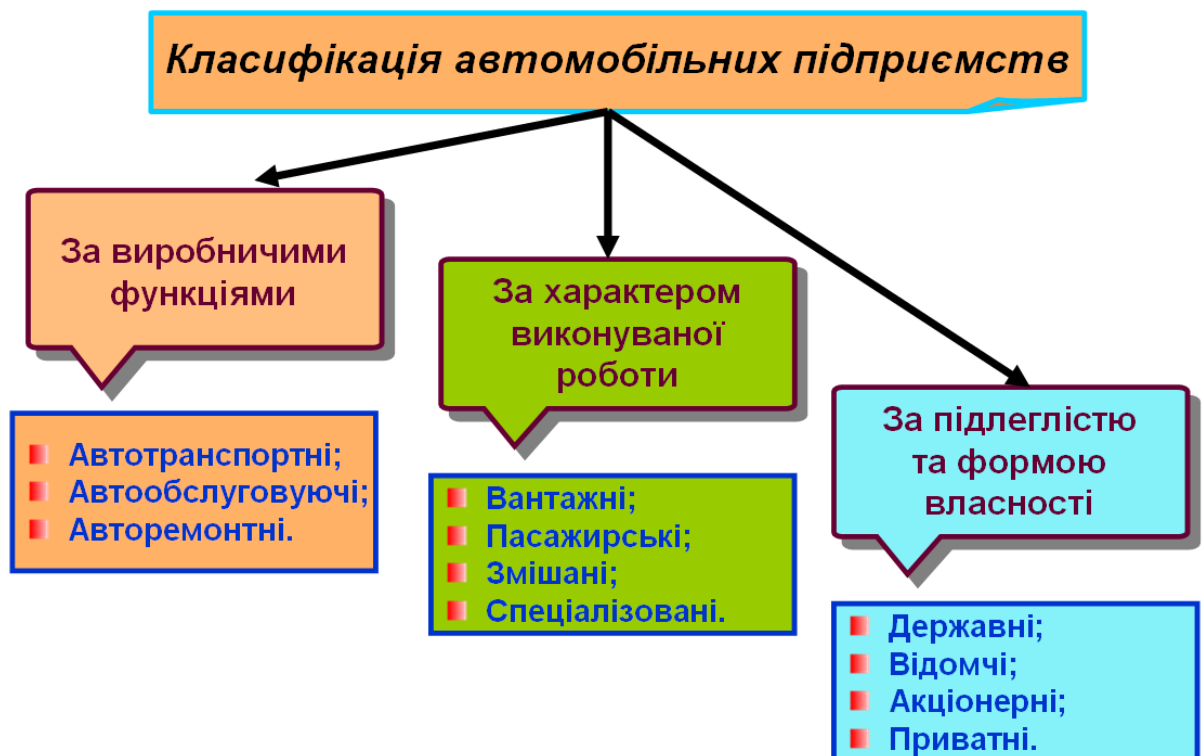 Класифікація автомобільних підприємств
За виробничими
функціями
Автотранспортні;
Автообслуговуючі;
Авторемонтні.
За характером
виконуваної
роботи
Вантажні;
Пасажирські;
Змішані;
Спеціалізовані.
За підлеглістю
та формою
власності
Державні;
Відомчі;
Акціонерні;
Приватні.